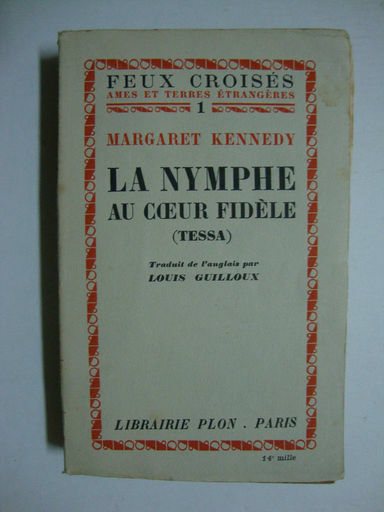 FEUX CROISÉS
AMES ET TERRES ÉTRANGÈRES
1
MARGARET KENNEDY
LA NYMPHE
AU CŒUR FIDÈLE
(TESSA)
Traduit de l'anglais par
LOUIS GUILLOUX
LIBRAIRIE PLON . PARIS
14e mille